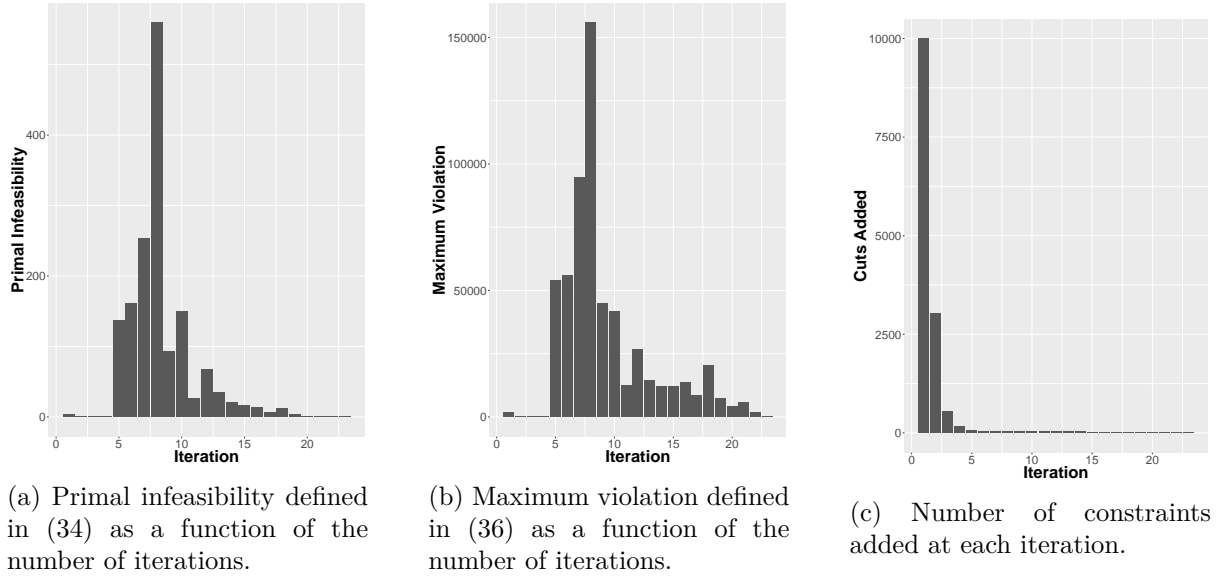 400
200
0
Primal Infeasibility
0 5 10 15 20
Iteration
150000
100000
50000
0
Maximum Violation
0 5 10 15 20
Iteration
10000
7500
5000
2500
0
Cuts Added
0 5 10 15 20
Iteration
(a) Primal infeasibility defined
in (34) as a function of the
number of iterations.
(b) Maximum violation defined
in (36) as a function of the
number of iterations.
(c) Number of constraints
added at each iteration.